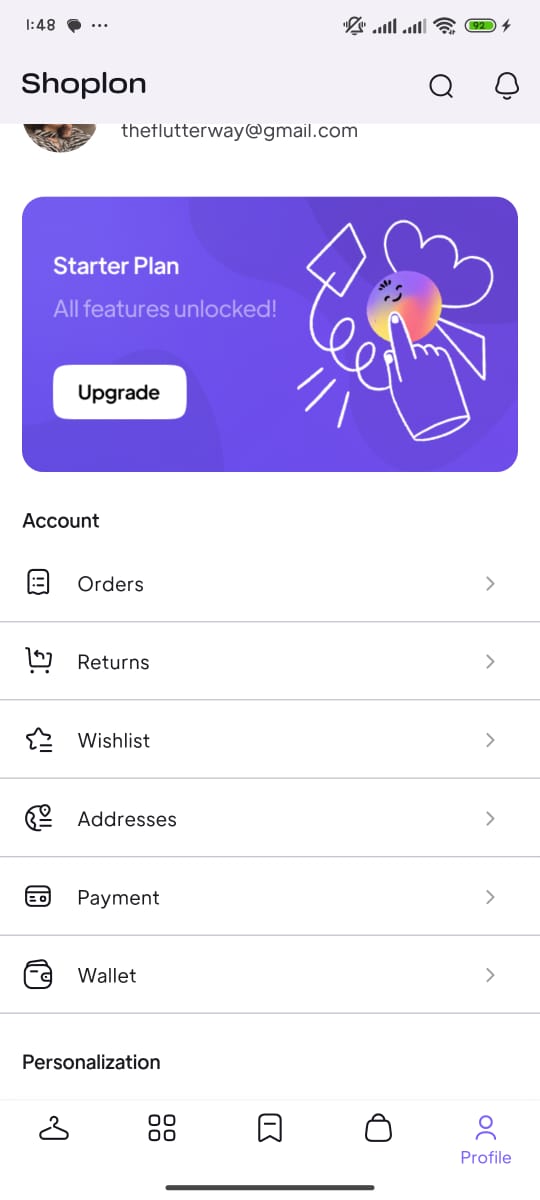 1:48
92
Shoplon
theflutterway@gmail.com
Starter Plan
All features unlocked!
Upgrade
Account
Orders
Returns
Wishlist
Addresses
Payment
Wallet
Personalization
Profile